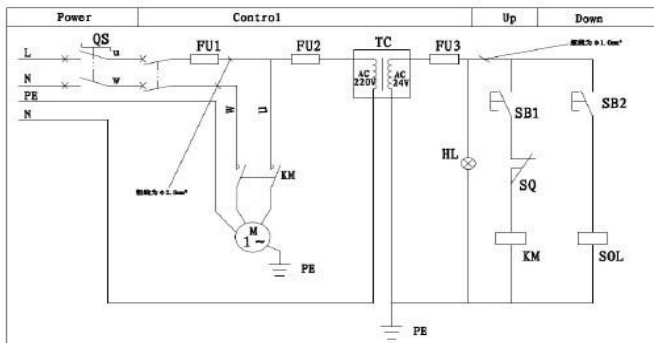 Power Control Up Down
QS FU1 FU2 TC FU3
L u
N w
PE
N
AC 220V AC 24V
W U
SB1 SB2
HL
KM SQ
M 1 ~
KM SOL
PE
PE